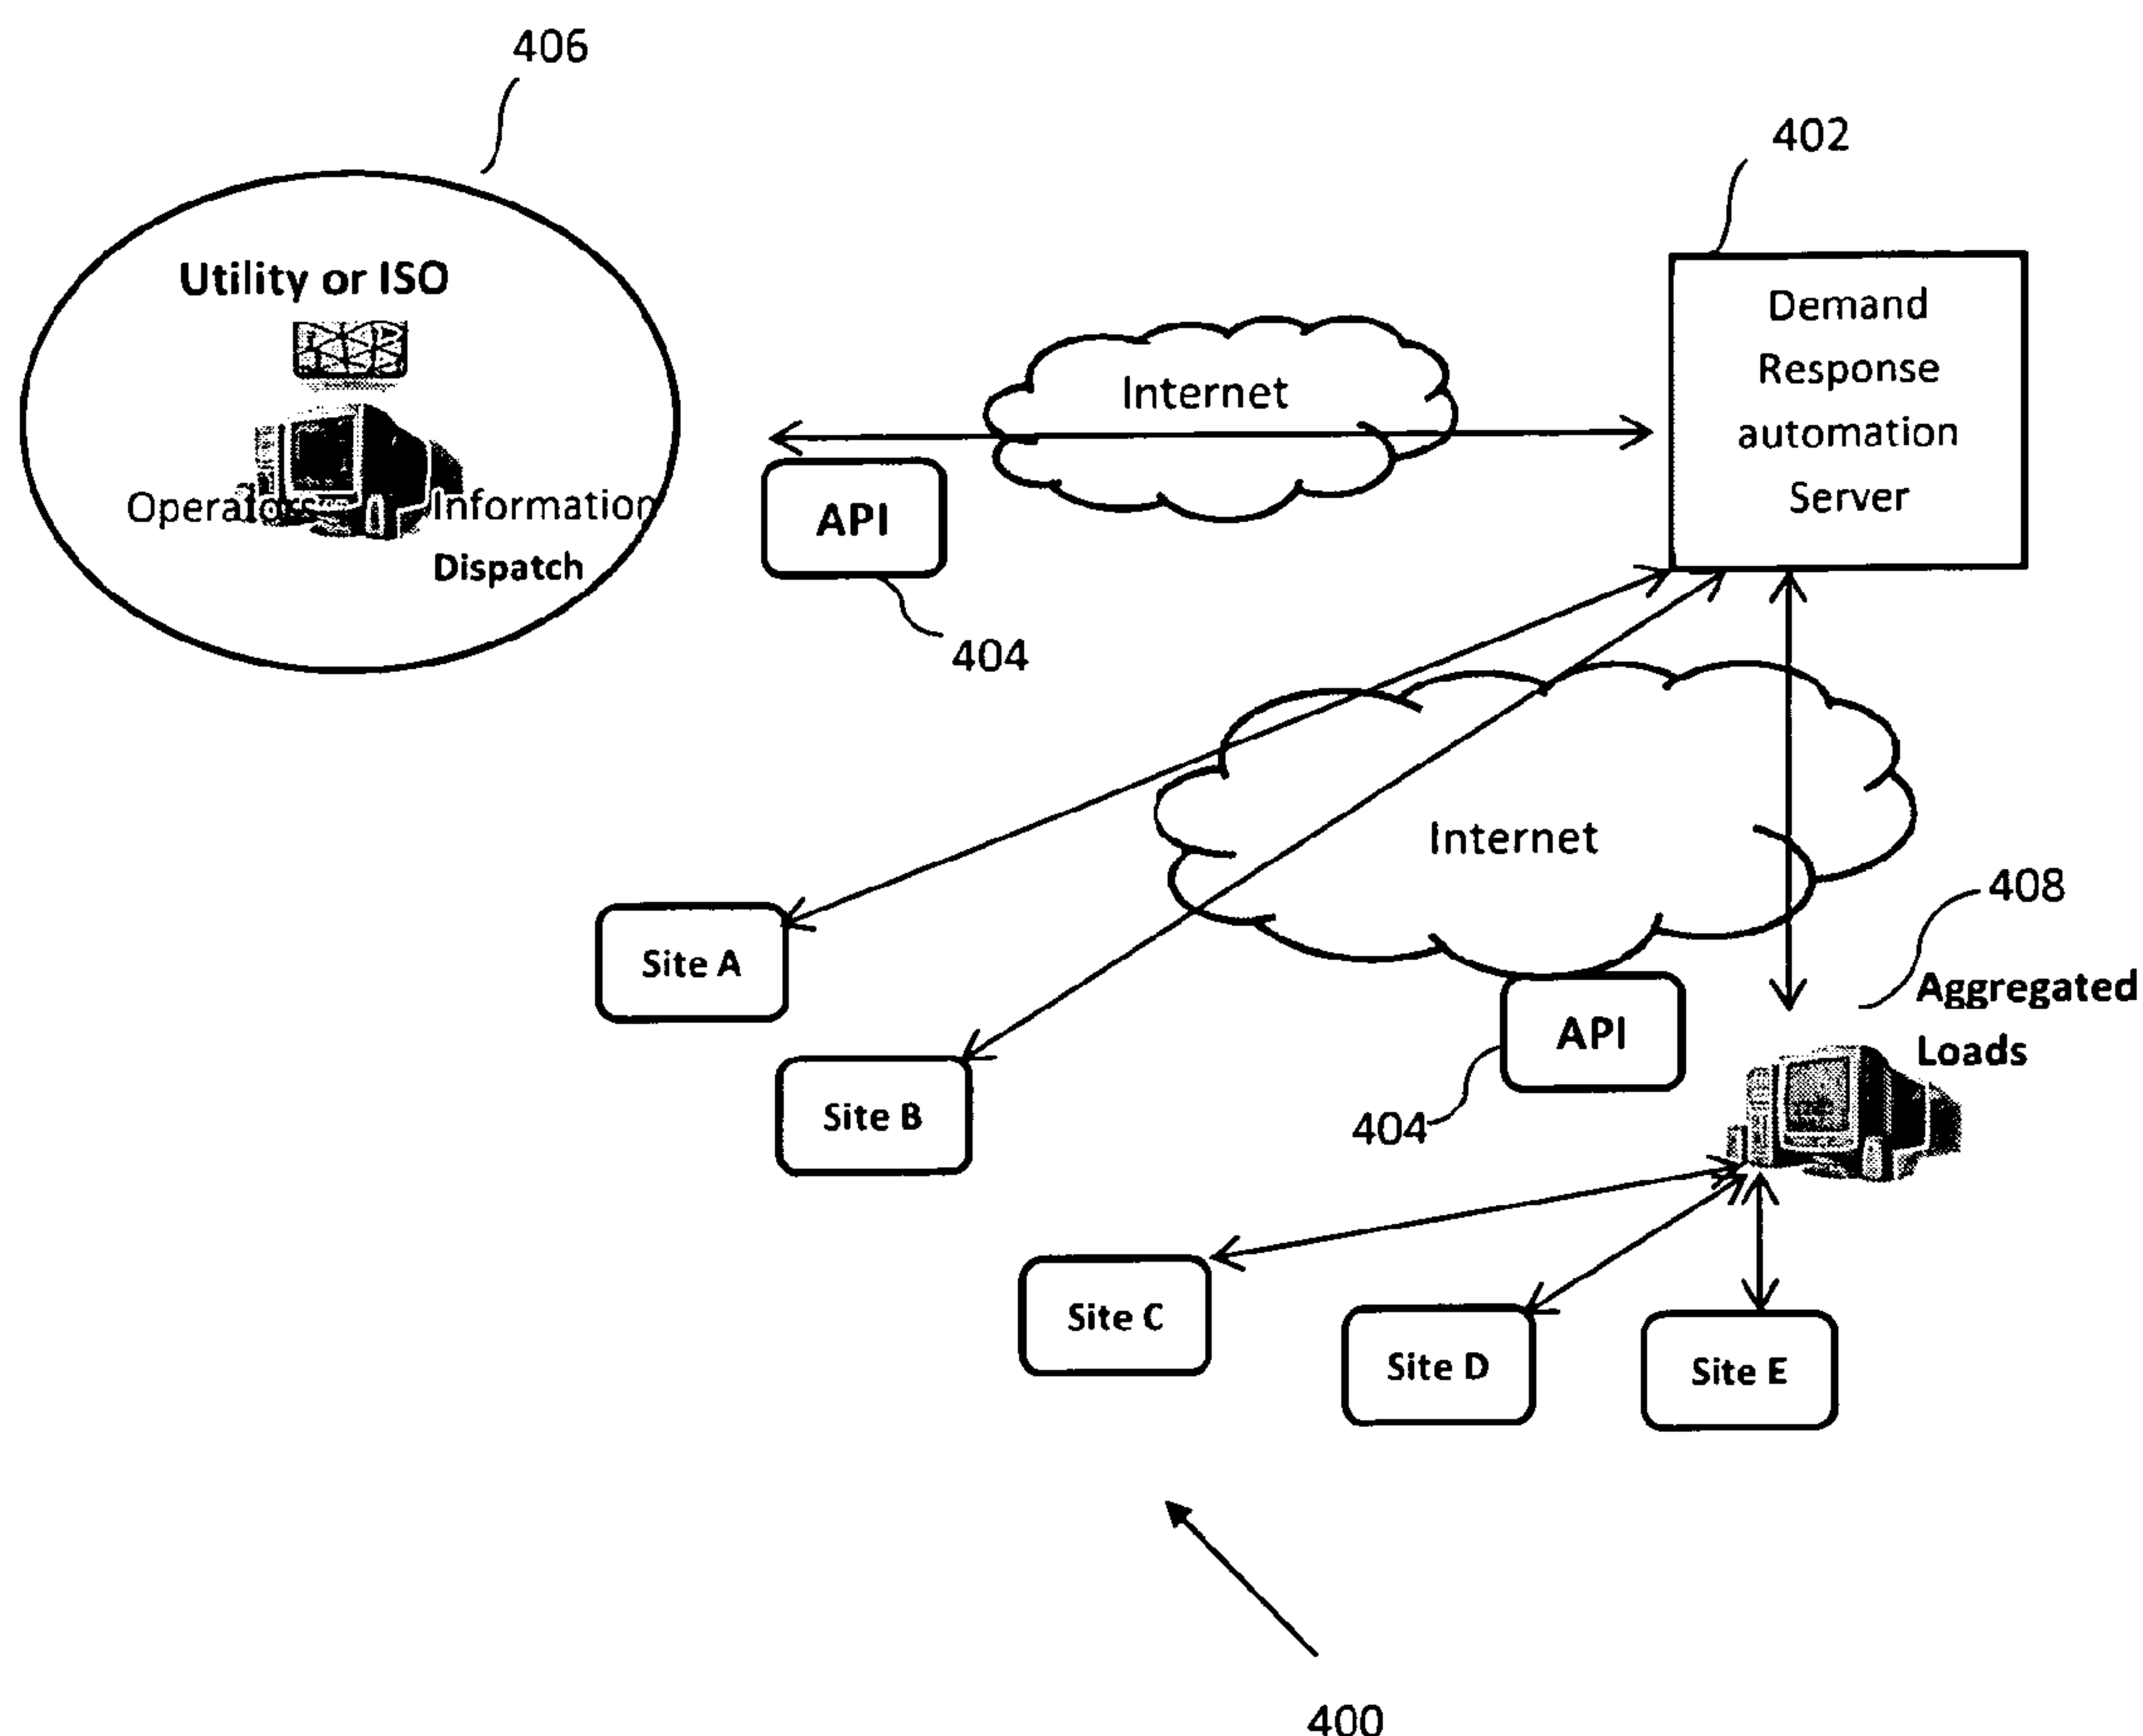 406
402
Utility or ISO
Operators
Information
Dispatch
Internet
API
404
Demand
Response
automation
Server
Internet
408
Aggregated
Loads
Site A
API
404
Site B
Site C
Site D
Site E
400